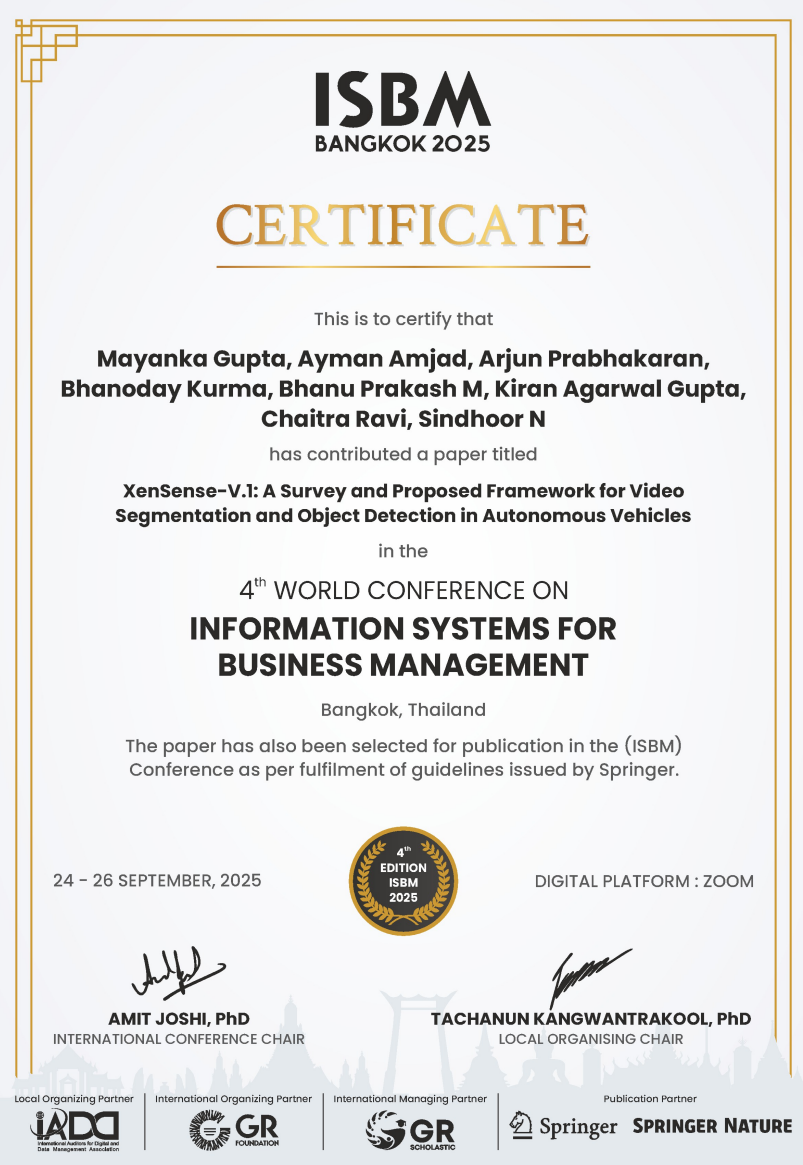 ISBM
BANGKOK 2025
CERTIFICATE
This is to certify that
Mayanka Gupta, Ayman Amjad, Arjun Prabhakaran,
Bhanoday Kurma, Bhanu Prakash M, Kiran Agarwal Gupta,
Chaitra Ravi, Sindhoor N
has contributed a paper titled
XenSense-V.1: A Survey and Proposed Framework for Video
Segmentation and Object Detection in Autonomous Vehicles
in the
4th WORLD CONFERENCE ON
INFORMATION SYSTEMS FOR
BUSINESS MANAGEMENT
Bangkok, Thailand
The paper has also been selected for publication in the (ISBM)
Conference as per fulfilment of guidelines issued by Springer.
4th
EDITION
ISBM
2025
24 - 26 SEPTEMBER, 2025
DIGITAL PLATFORM : ZOOM
AMIT JOSHI, PhD
INTERNATIONAL CONFERENCE CHAIR
TACHANUN KANGWANTRAKOOL, PhD
LOCAL ORGANISING CHAIR
Local Organizing Partner
iADD
International Auditors for Digital and
Data Management Association
International Organizing Partner
GR
FOUNDATION
International Managing Partner
GR
SCHOLASTIC
Publication Partner
Springer
SPRINGER NATURE